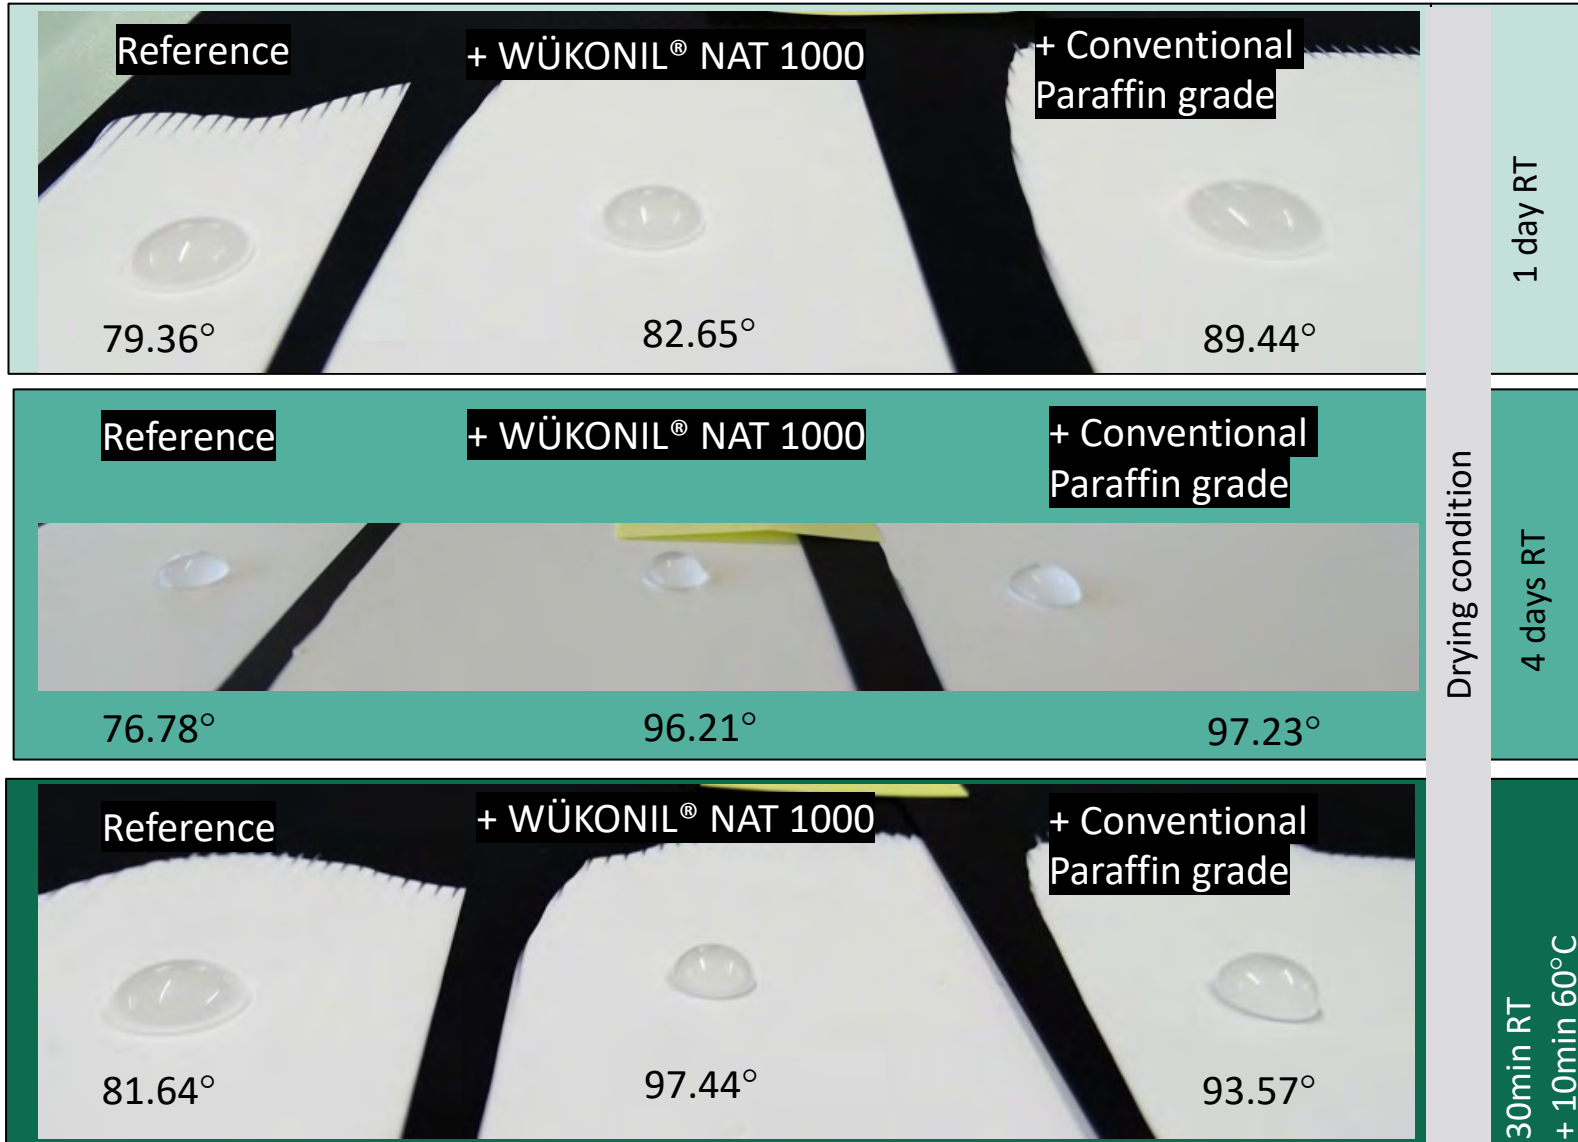 Reference
+ WÜKONIL® NAT 1000
+ Conventional
Paraffin grade
79.36°
82.65°
89.44°
1 day RT
Reference
+ WÜKONIL® NAT 1000
+ Conventional
Paraffin grade
76.78°
96.21°
97.23°
Drying condition
4 days RT
Reference
+ WÜKONIL® NAT 1000
+ Conventional
Paraffin grade
81.64°
97.44°
93.57°
30min RT
+ 10min 60°C